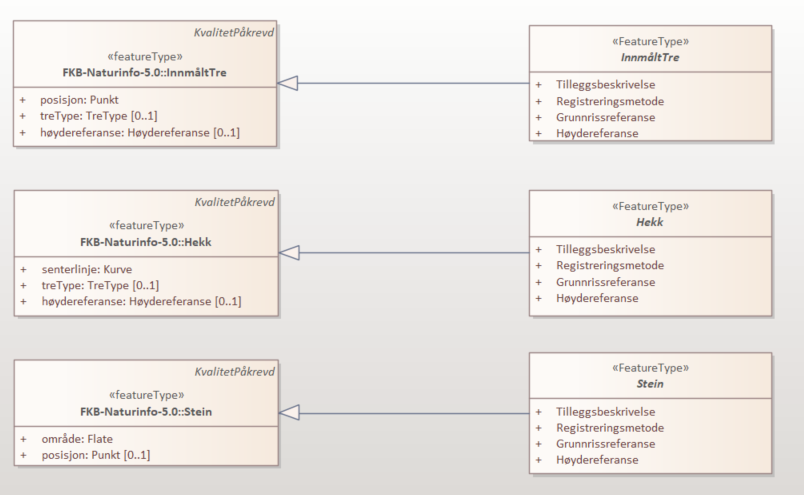 KvalitetPåkrevd
«featureType»
FKB-Naturinfo-5.0::InnmåltTre
+ posisjon: Punkt
+ treType: TreType [0..1]
+ høydereferanse: Høydereferanse [0..1]
«FeatureType»
InnmåltTre
+ Tilleggsbeskrivelse
+ Registreringsmetode
+ Grunnrissreferanse
+ Høydereferanse
KvalitetPåkrevd
«featureType»
FKB-Naturinfo-5.0::Hekk
+ senterlinje: Kurve
+ treType: TreType [0..1]
+ høydereferanse: Høydereferanse [0..1]
«FeatureType»
Hekk
+ Tilleggsbeskrivelse
+ Registreringsmetode
+ Grunnrissreferanse
+ Høydereferanse
KvalitetPåkrevd
«featureType»
FKB-Naturinfo-5.0::Stein
+ område: Flate
+ posisjon: Punkt [0..1]
«FeatureType»
Stein
+ Tilleggsbeskrivelse
+ Registreringsmetode
+ Grunnrissreferanse
+ Høydereferanse